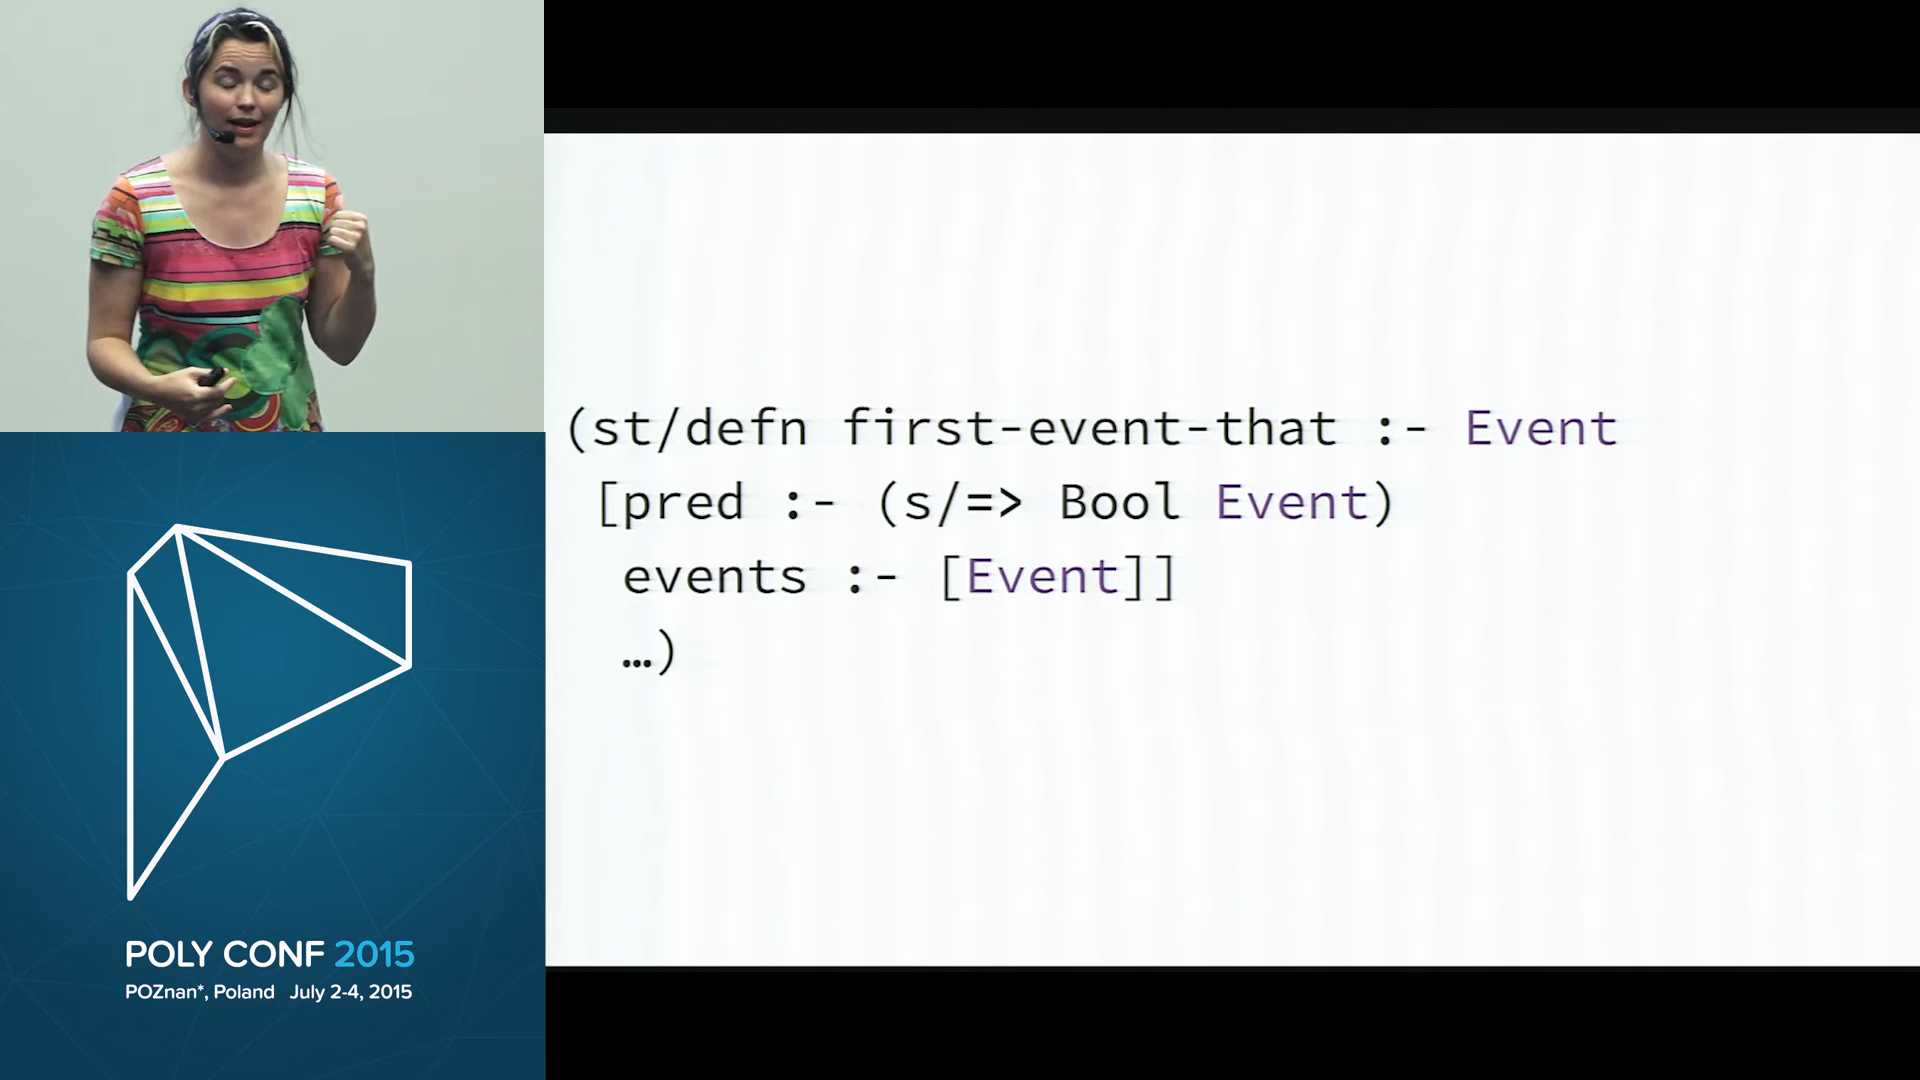 (st/defn first-event-that :- Event
[pred :- (s/=> Bool Event)
events :- [Event]]
…)
POLY CONF 2015
POZnan*, Poland July 2-4, 2015